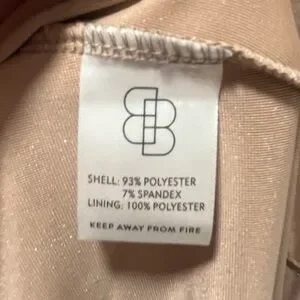 SHELL: 93% POLYESTER
7% SPANDEX
LINING: 100% POLYESTER
KEEP AWAY FROM FIRE